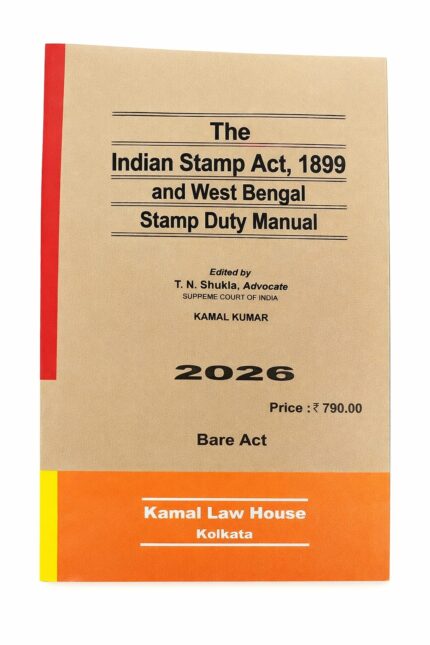 The
Indian Stamp Act, 1899
and West Bengal
Stamp Duty Manual
Edited by
T. N. Shukla, Advocate
SUPREME COURT OF INDIA
KAMAL KUMAR
2026
Price : ₹ 790.00
Bare Act
Kamal Law House
Kolkata